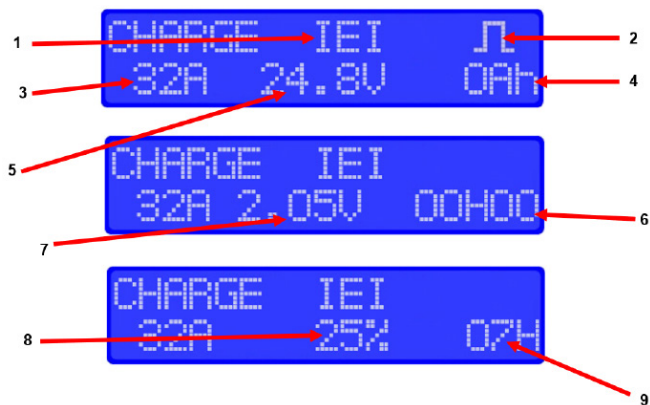 1 CHARGE IEI 2
3 32A 24.8V 0Ah 4
5
CHARGE IEI
32A 2.05V 00H00 6
7
CHARGE IEI
8 32A 25% 07H
9